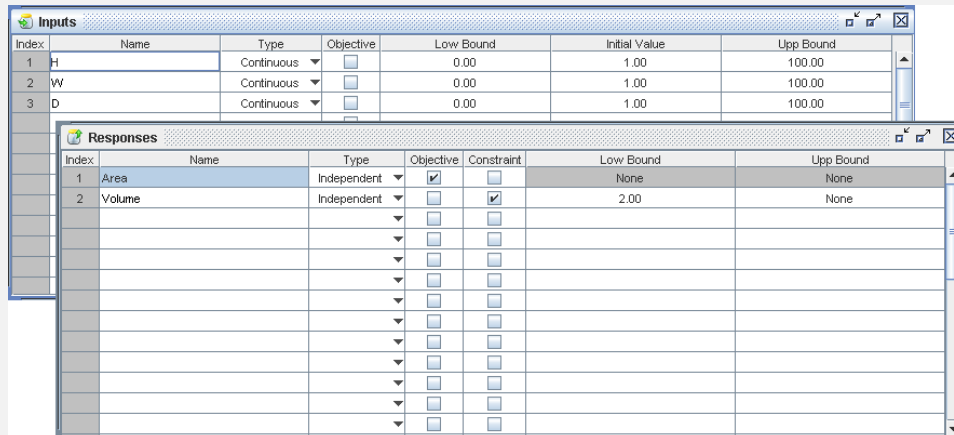 Inputs
Index Name Type Objective Low Bound Initial Value Upp Bound
1 H Continuous 0.00 1.00 100.00
2 W Continuous 0.00 1.00 100.00
3 D Continuous 0.00 1.00 100.00
Responses
Index Name Type Objective Constraint Low Bound Upp Bound
1 Area Independent None None
2 Volume Independent 2.00 None